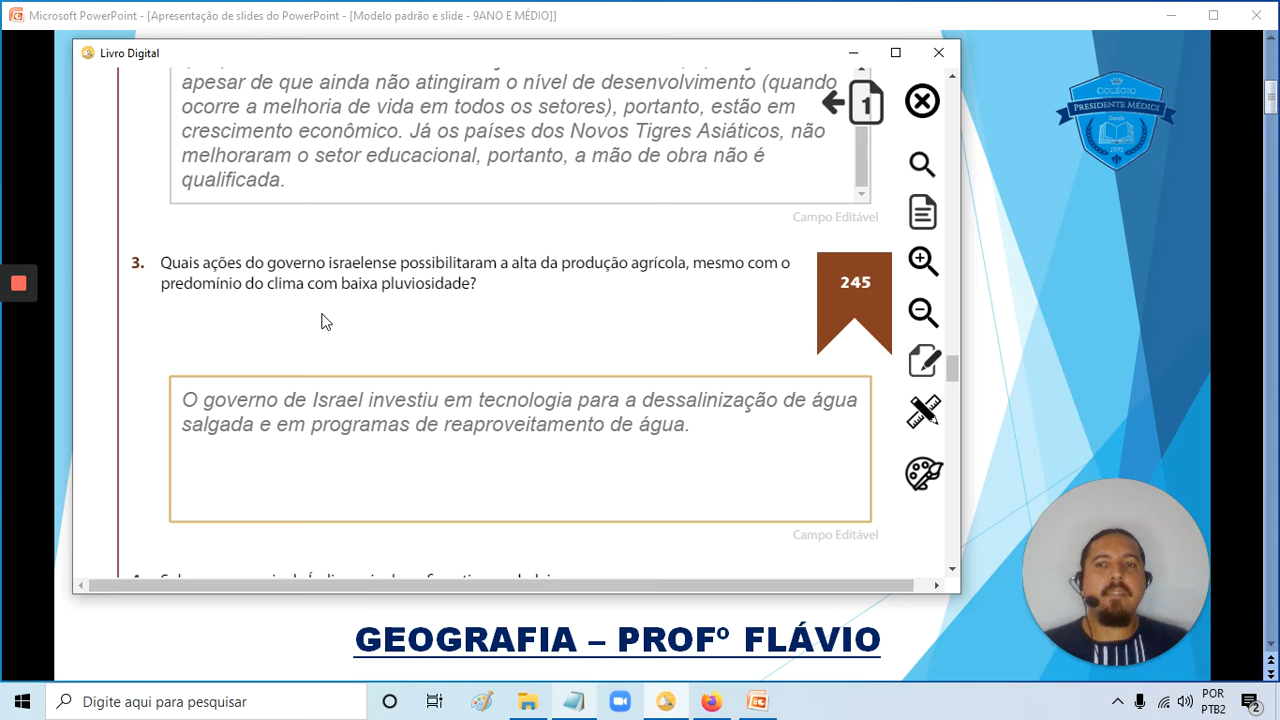 Microsoft PowerPoint - [Apresentação de slides do PowerPoint - [Modelo padrão e slide - 9ANO E MÉDIO]]
Livro Digital
apesar de que ainda não atingiram o nível de desenvolvimento (quando
ocorre a melhoria de vida em todos os setores), portanto, estão em
crescimento econômico. Já os países dos Novos Tigres Asiáticos, não
melhoraram o setor educacional, portanto, a mão de obra não é
qualificada.
1
Campo Editável
COLÉGIO
PRESIDENTE MÉDICI
Desde
1972
3. Quais ações do governo israelense possibilitaram a alta da produção agrícola, mesmo com o
predomínio do clima com baixa pluviosidade?
245
O governo de Israel investiu em tecnologia para a dessalinização de água
salgada e em programas de reaproveitamento de água.
Campo Editável
GEOGRAFIA – PROFº FLÁVIO
Digite aqui para pesquisar
POR
PTB2
2